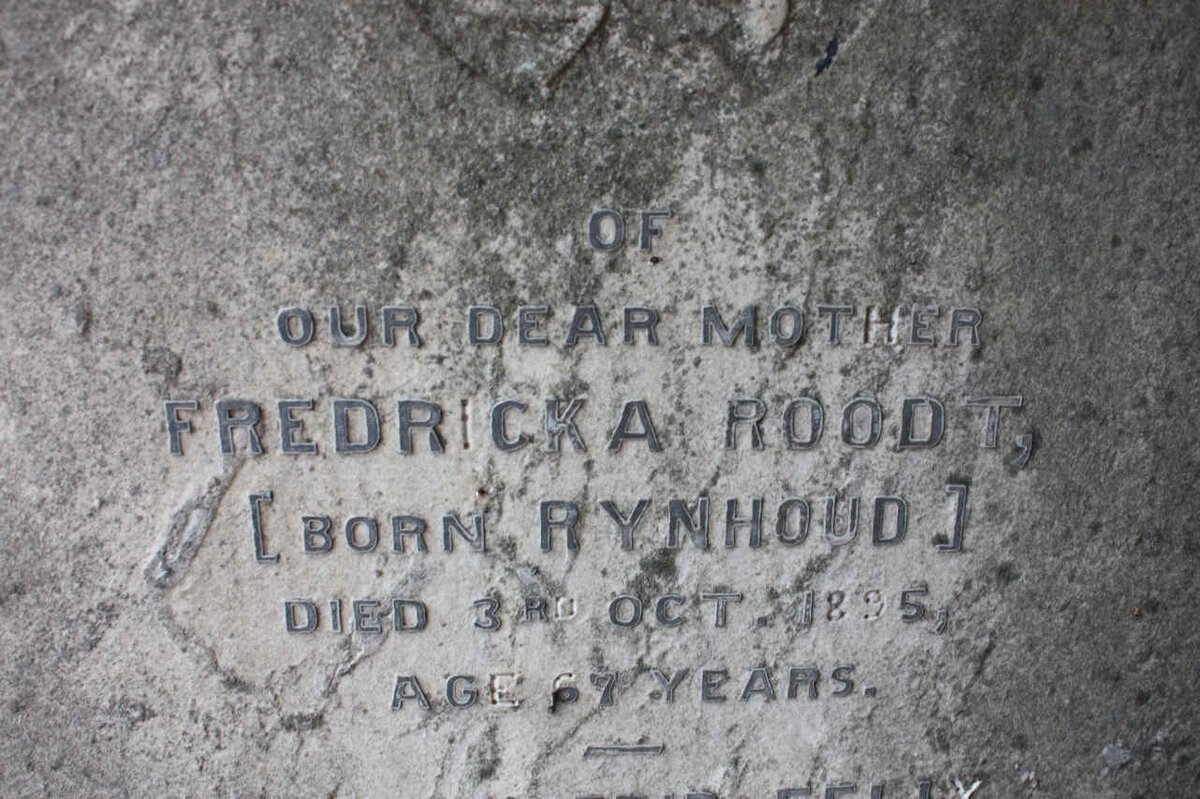 OF
OUR DEAR MOTHER
FREDRICKA ROODT,
[BORN RYNHOUD]
DIED 3RD OCT. 1895,
AGE 67 YEARS.